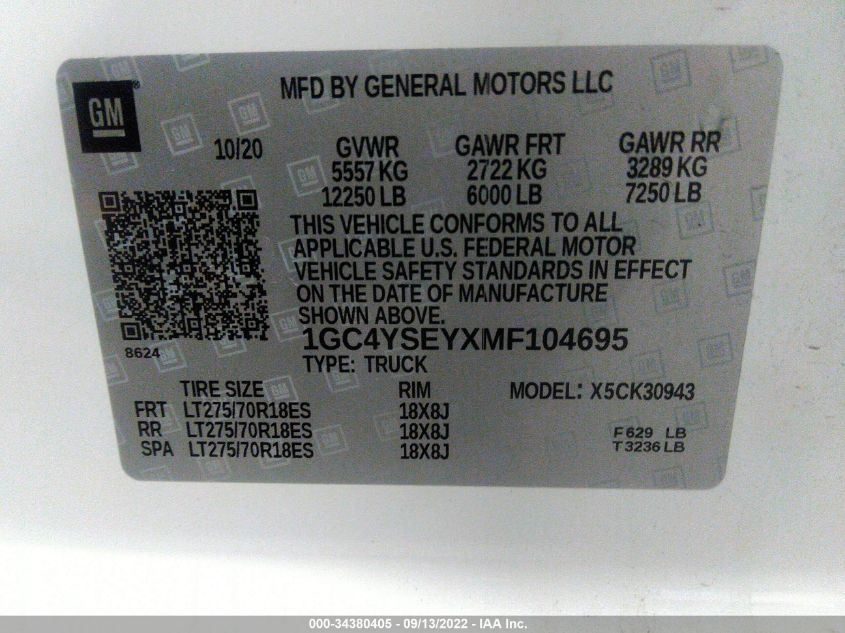 MFD BY GENERAL MOTORS LLC
GM®
10/20 GVWR GAWR FRT GAWR RR
5557 KG 2722 KG 3289 KG
12250 LB 6000 LB 7250 LB
THIS VEHICLE CONFORMS TO ALL
APPLICABLE U.S. FEDERAL MOTOR
VEHICLE SAFETY STANDARDS IN EFFECT
ON THE DATE OF MANUFACTURE
SHOWN ABOVE.
8624
1GC4YSEYXMF104695
TYPE: TRUCK
TIRE SIZE RIM MODEL: X5CK30943
FRT LT275/70R18ES 18X8J
RR LT275/70R18ES 18X8J
SPA LT275/70R18ES 18X8J
F 629 LB
T 3236 LB
000-34380405 - 09/13/2022 - IAA Inc.